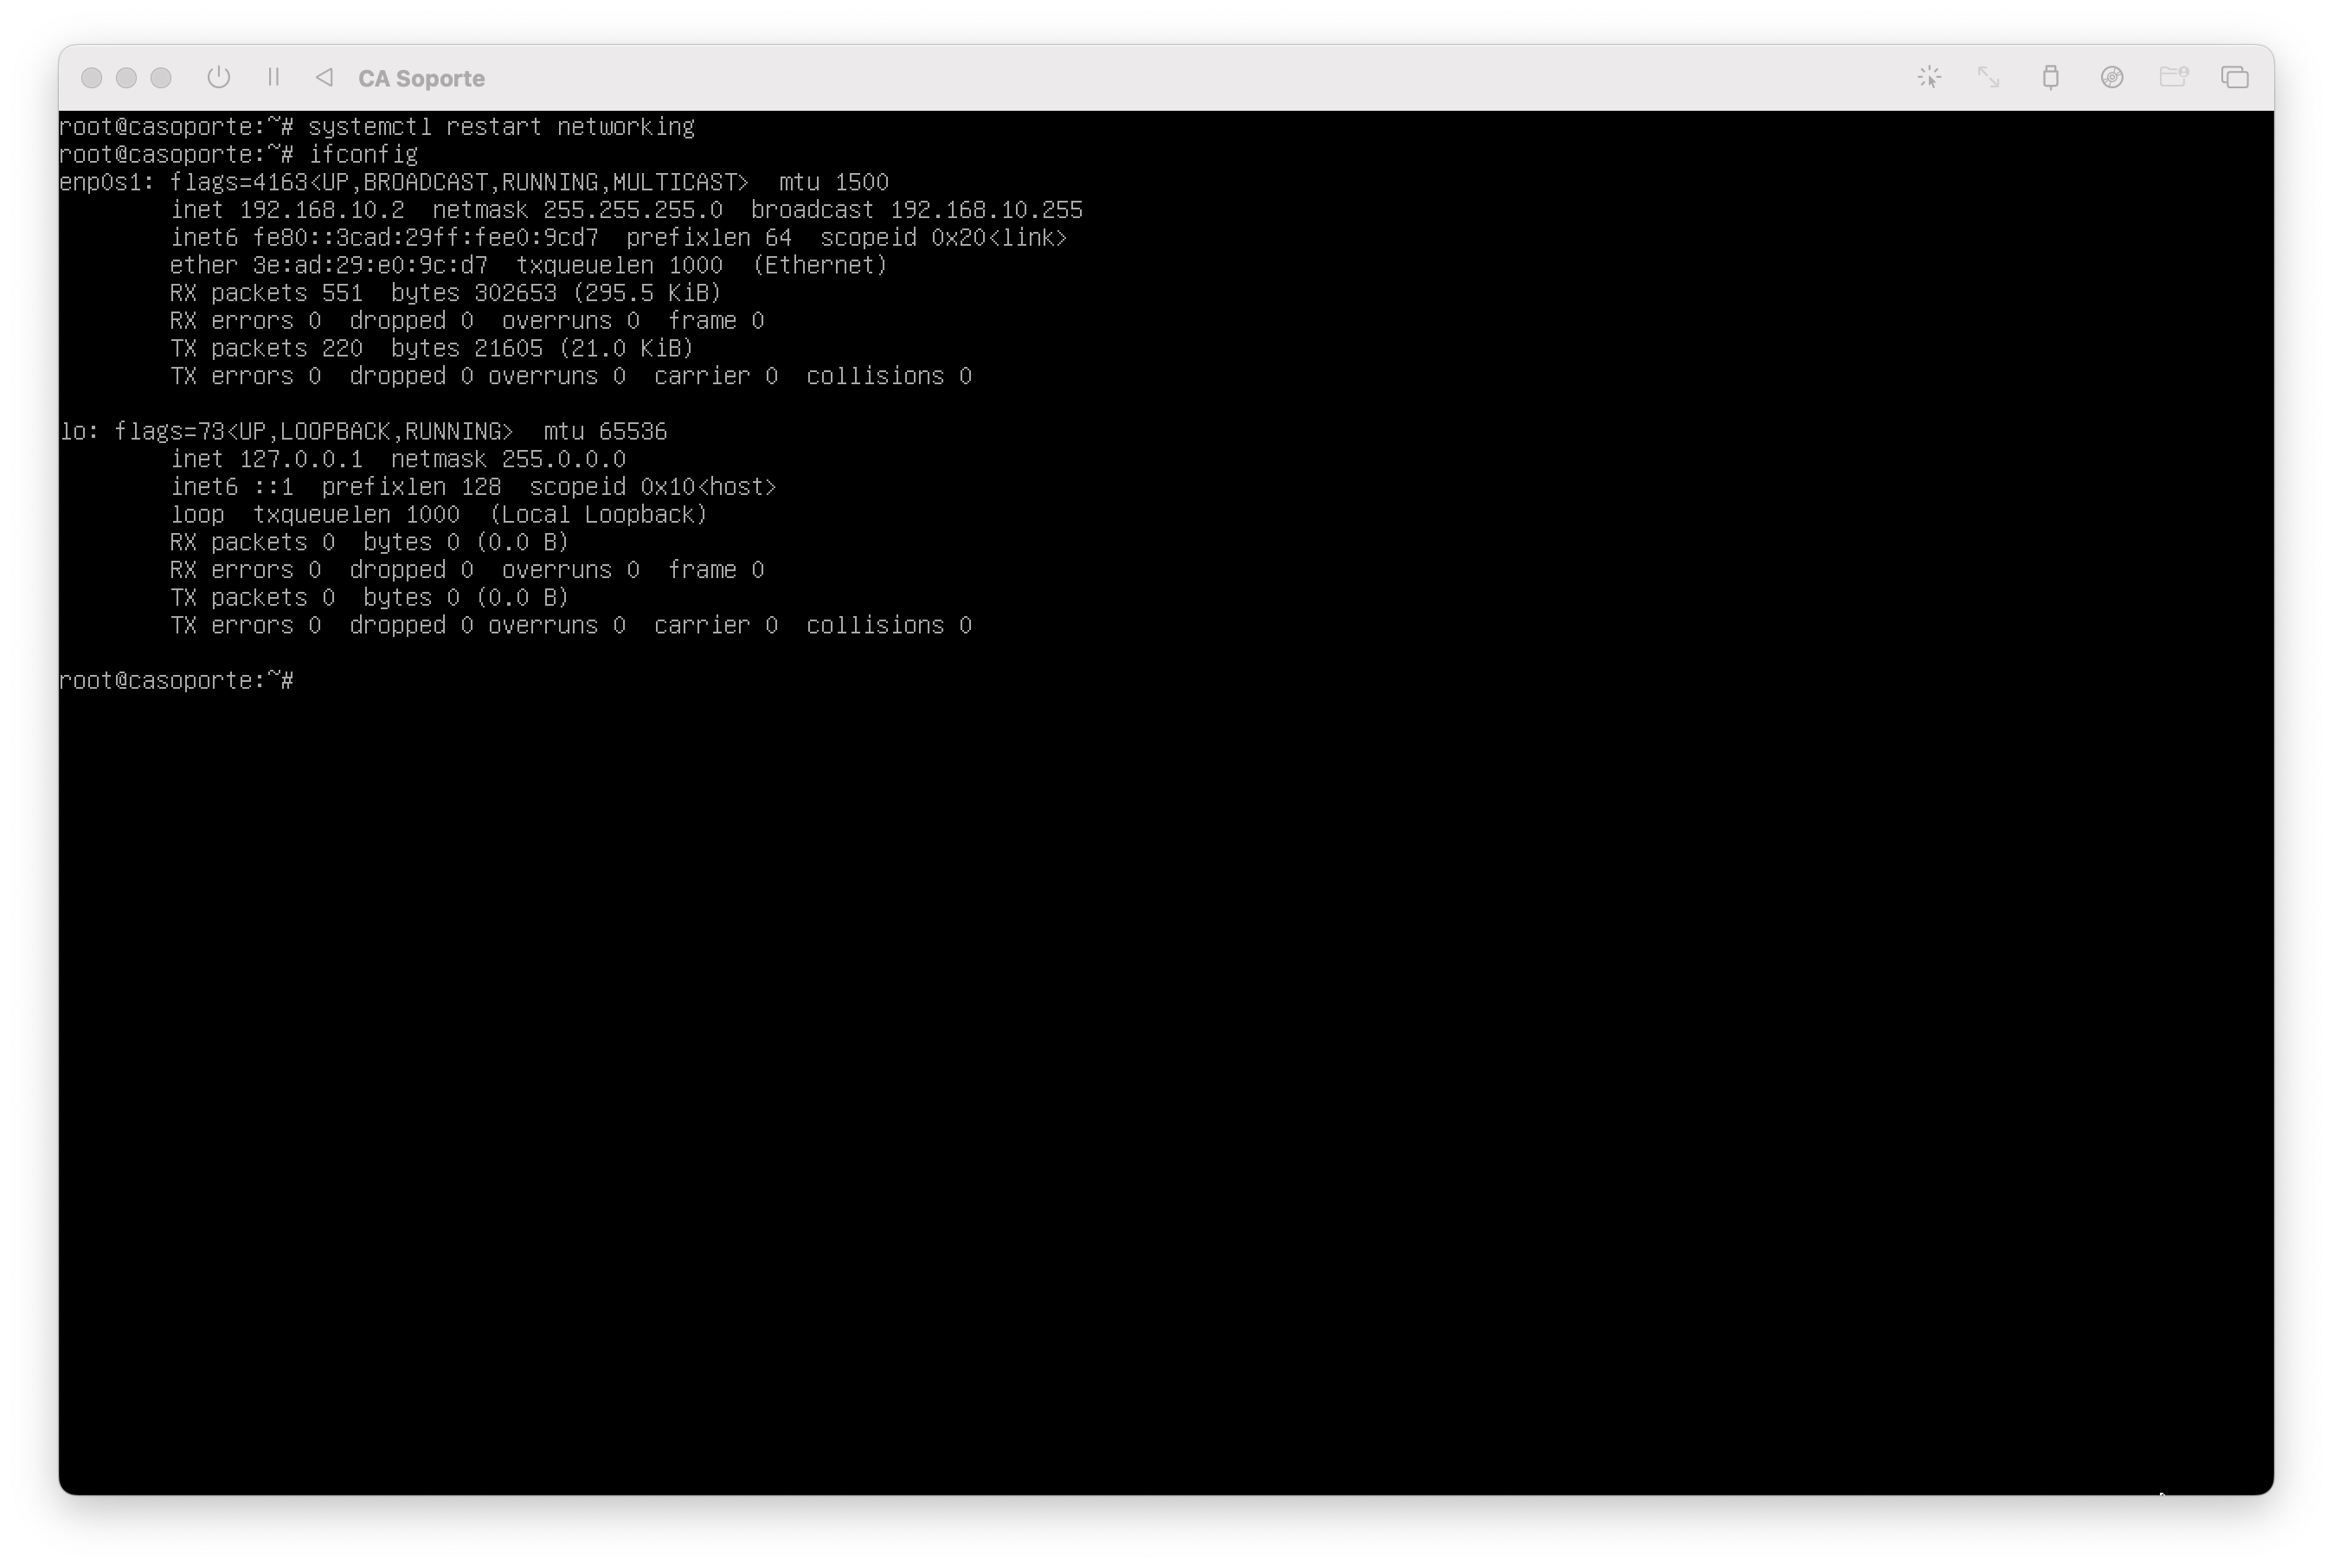 CA Soporte
root@casoporte:~# systemctl restart networking
root@casoporte:~# ifconfig
enp0s1: flags=4163<UP,BROADCAST,RUNNING,MULTICAST>  mtu 1500
        inet 192.168.10.2  netmask 255.255.255.0  broadcast 192.168.10.255
        inet6 fe80::3cad:29ff:fee0:9cd7  prefixlen 64  scopeid 0x20<link>
        ether 3e:ad:29:e0:9c:d7  txqueuelen 1000  (Ethernet)
        RX packets 551  bytes 302653 (295.5 KiB)
        RX errors 0  dropped 0  overruns 0  frame 0
        TX packets 220  bytes 21605 (21.0 KiB)
        TX errors 0  dropped 0 overruns 0  carrier 0  collisions 0

lo: flags=73<UP,LOOPBACK,RUNNING>  mtu 65536
        inet 127.0.0.1  netmask 255.0.0.0
        inet6 ::1  prefixlen 128  scopeid 0x10<host>
        loop  txqueuelen 1000  (Local Loopback)
        RX packets 0  bytes 0 (0.0 B)
        RX errors 0  dropped 0  overruns 0  frame 0
        TX packets 0  bytes 0 (0.0 B)
        TX errors 0  dropped 0 overruns 0  carrier 0  collisions 0

root@casoporte:~#